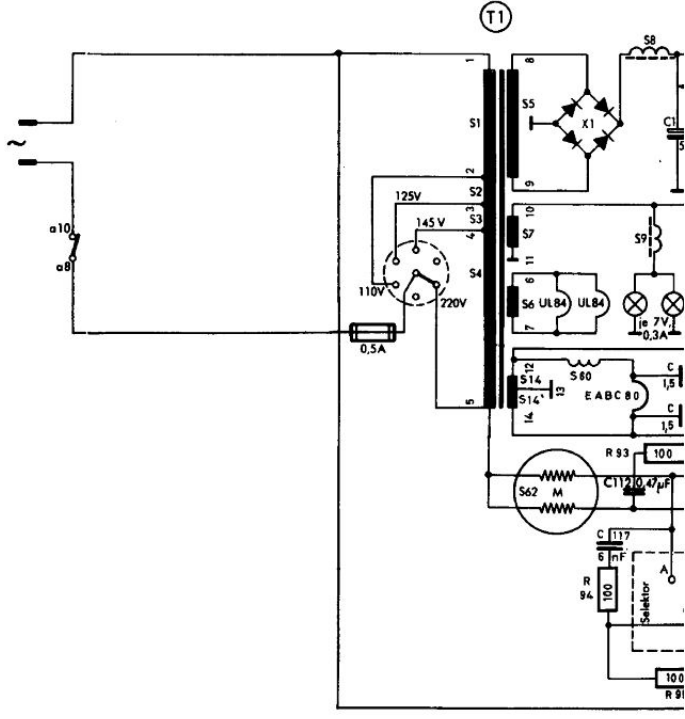 T1
S8
1
8
~
S1
S5
X1
C1
5
2
9
125V
S2
3
10
145 V
S3
4
S7
S9
a10
11
a8
S4
6
110V
220V
S6
UL84
UL84
7
je 7V,
0,3A
0,5A
12
S60
C
1,5
S14
13
EABC80
S14'
5
14
C
1,5
R 93
100
S62
M
C112 0,47µF
C 117
6 nF
A
R
94
100
Selektor
100